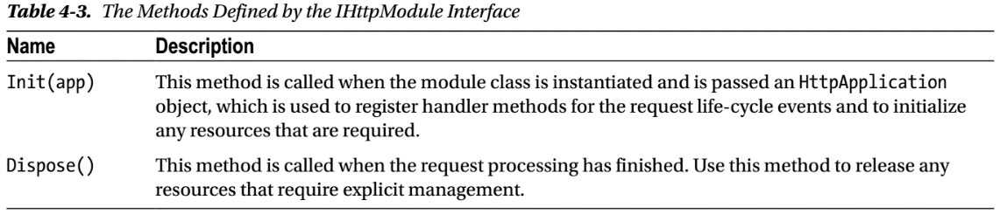 Table 4-3. The Methods Defined by the IHttpModule Interface
Name Description
Init(app) This method is called when the module class is instantiated and is passed an HttpApplication
object, which is used to register handler methods for the request life-cycle events and to initialize
any resources that are required.
Dispose() This method is called when the request processing has finished. Use this method to release any
resources that require explicit management.